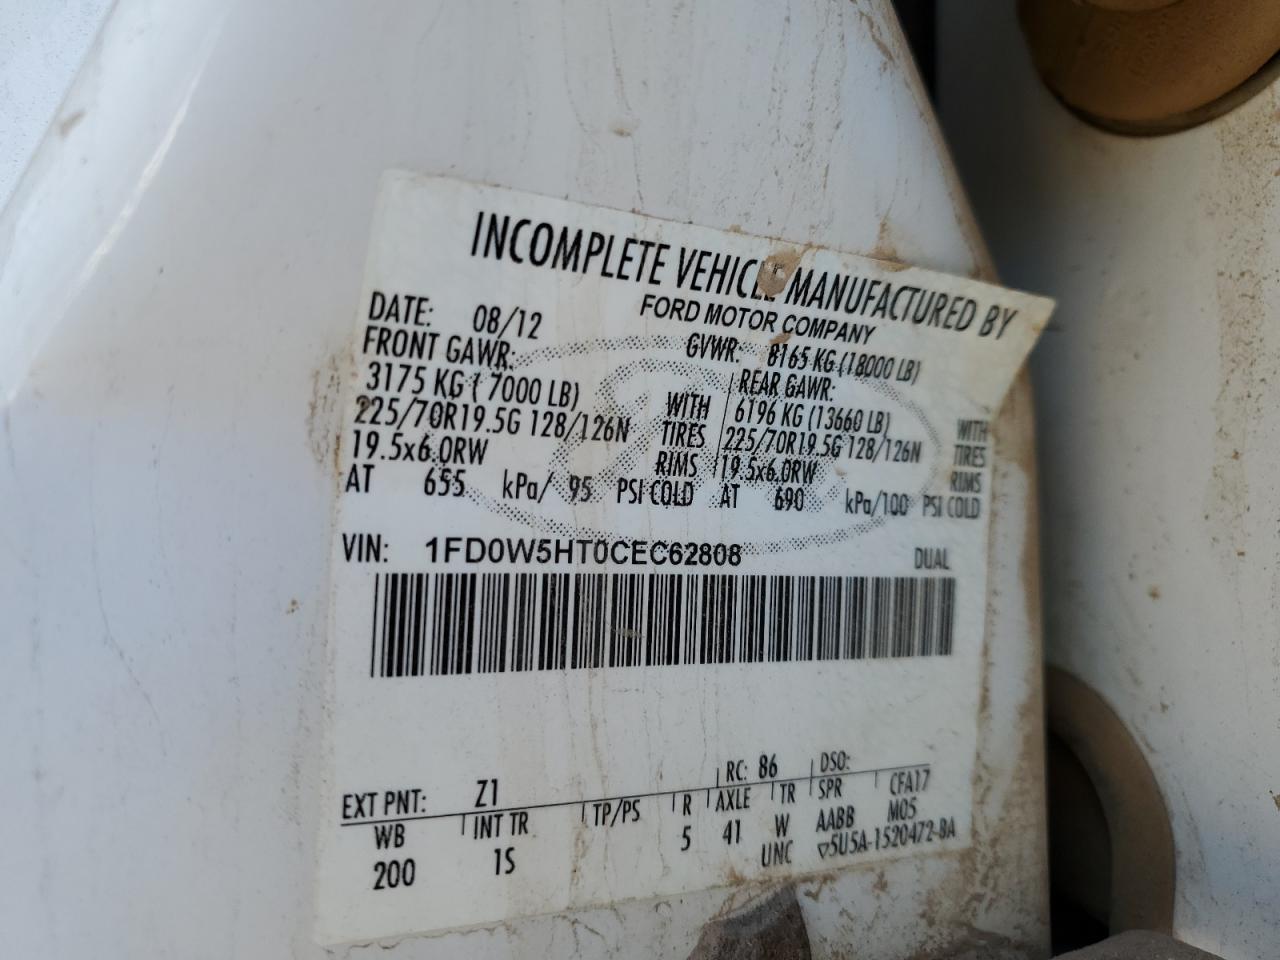 INCOMPLETE VEHICLE MANUFACTURED BY
FORD MOTOR COMPANY
DATE: 08/12 GVWR: 8165 KG (18000 LB)
FRONT GAWR: REAR GAWR:
3175 KG ( 7000 LB) WITH 6196 KG (13660 LB) WITH
225/70R19.5G 128/126N TIRES 225/70R19.5G 128/126N TIRES
19.5x6.0RW RIMS 19.5x6.0RW RIMS
AT 655 kPa/ 95 PSI COLD AT 690 kPa/100 PSI COLD
VIN: 1FD0W5HT0CEC62808 DUAL
EXT PNT: Z1 RC: 86 DSO:
WB INT TR TP/PS R AXLE TR SPR CFA17
200 1S 5 41 W AABB M05
UNC ▽5U5A-1520472-BA